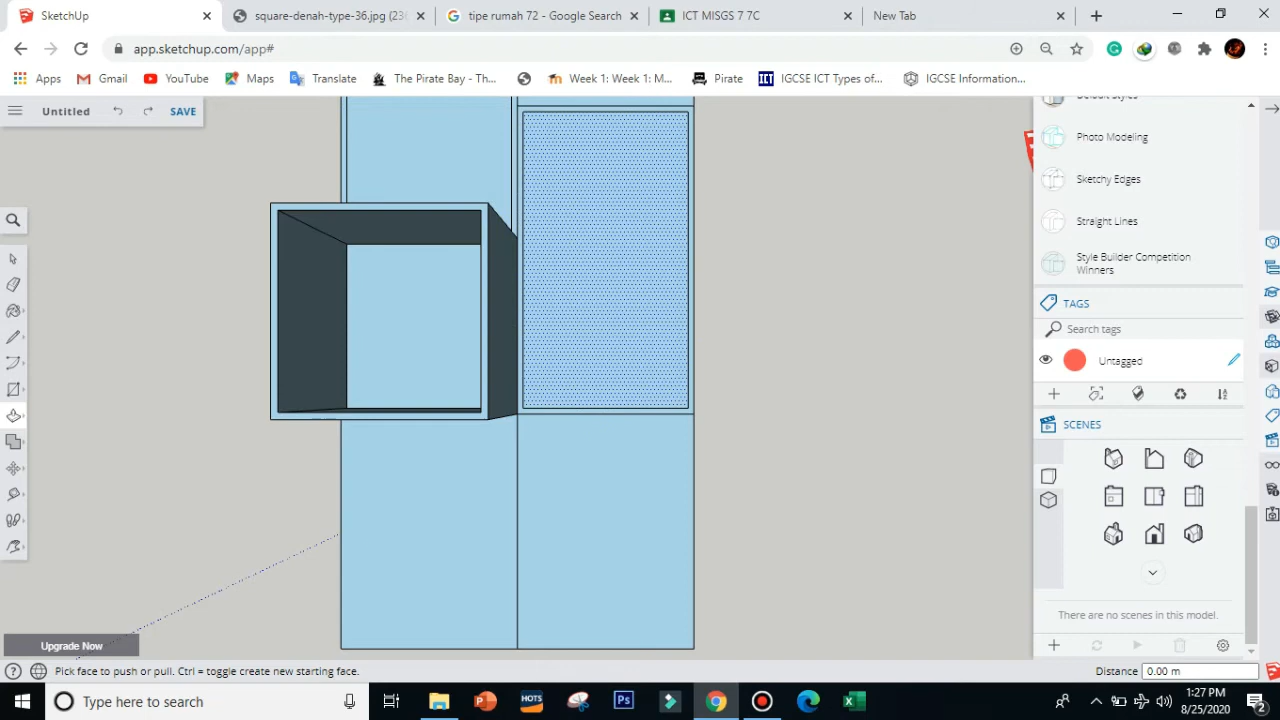 SketchUp
square-denah-type-36.jpg (23
tipe rumah 72 - Google Search
ICT MISGS 7 7C
New Tab
app.sketchup.com/app#
Apps
Gmail
YouTube
Maps
Translate
The Pirate Bay - Th...
Week 1: Week 1: M...
Pirate
ICT
IGCSE ICT Types of...
IGCSE Information...
Untitled
SAVE
Photo Modeling
Sketchy Edges
Straight Lines
Style Builder Competition
Winners
TAGS
Search tags
Untagged
SCENES
There are no scenes in this model.
Upgrade Now
Pick face to push or pull. Ctrl = toggle create new starting face.
Distance
0.00 m
Type here to search
HOTS
Ps
1:27 PM
8/25/2020
2